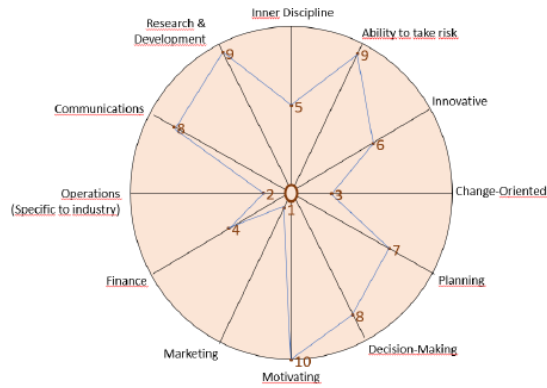 Inner Discipline
Research &
Development
Ability to take risk
9
9
Innovative
Communications
5
8
6
Operations
(Specific to industry)
2
3
Change-Oriented
1
4
7
Finance
Planning
8
Marketing
Decision-Making
10
Motivating